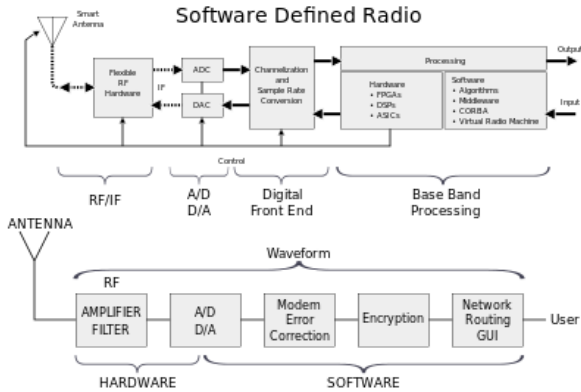 Software Defined Radio
Smart
Antenna
Flexible
RF
Hardware
IF
ADC
DAC
Channelization
and
Sample Rate
Conversion
Processing
Hardware
• FPGAs
• DSPs
• ASICs
Software
• Algorithms
• Middleware
• CORBA
• Virtual Radio Machine
Output
Input
Control
RF/IF
A/D
D/A
Digital
Front End
Base Band
Processing
ANTENNA
Waveform
RF
AMPLIFIER
FILTER
A/D
D/A
Modem
Error
Correction
Encryption
Network
Routing
GUI
User
HARDWARE
SOFTWARE